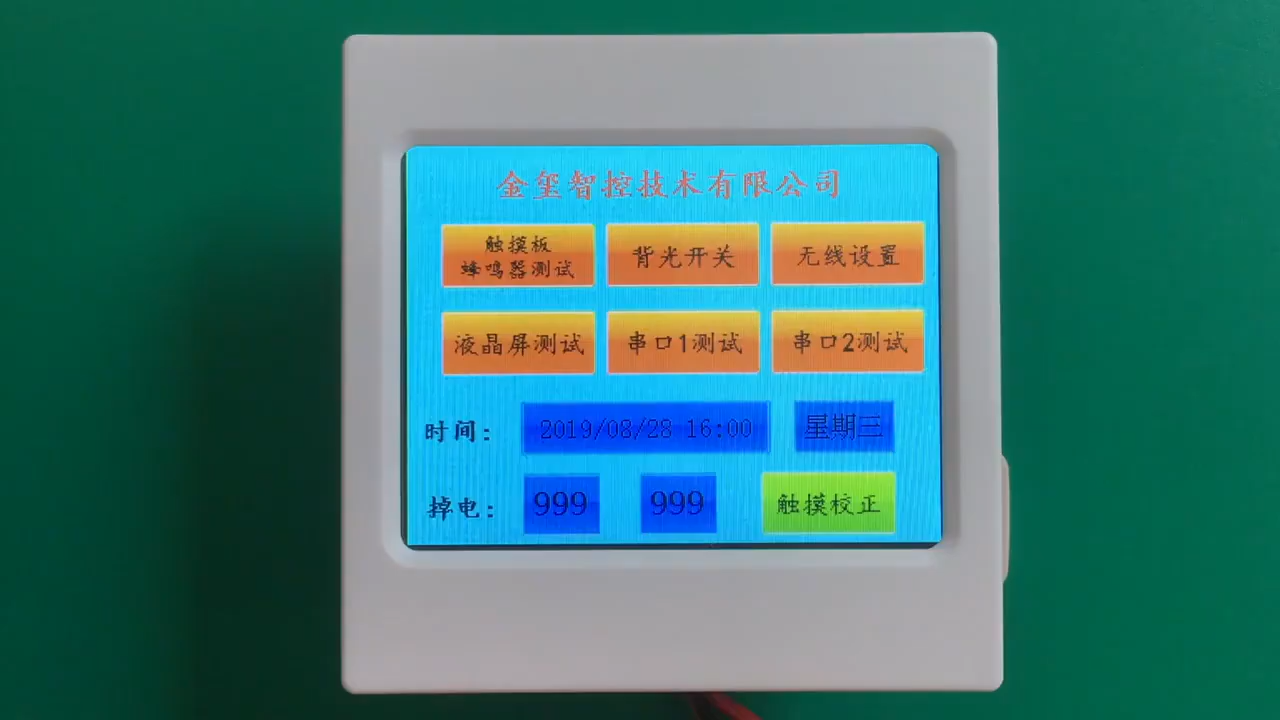 金玺智控技术有限公司
触摸板
蜂鸣器测试
背光开关
无线设置
液晶屏测试
串口1测试
串口2测试
时间：
2019/08/28 16:00
星期三
掉电：
999
999
触摸校正